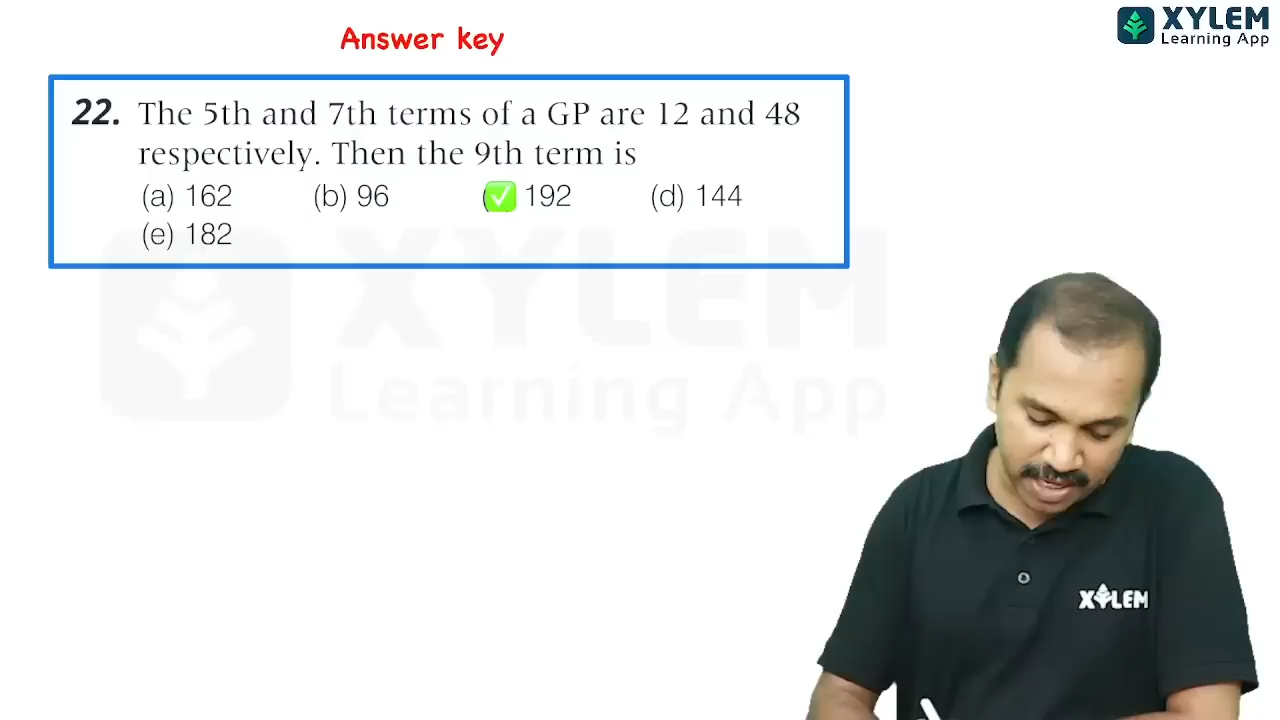 Answer key
XYLEM
Learning App
22. The 5th and 7th terms of a GP are 12 and 48
respectively. Then the 9th term is
(a) 162 (b) 96 ( ✅ 192 (d) 144
(e) 182
XYLEM
Learning App
XYLEM